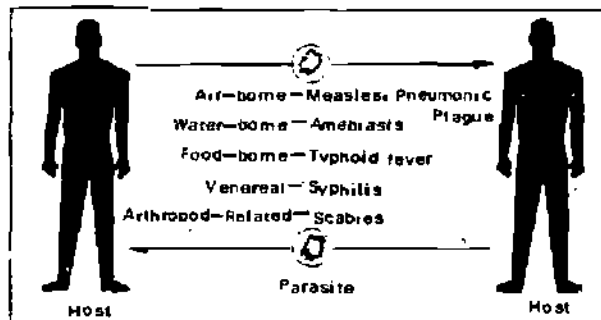 Air-borne—Measles, Pneumonic
Plague
Water-borne—Amebiasis
Food-borne—Typhoid fever
Venereal—Syphilis
Arthropod-Related—Scabies
Parasite
Host
Host